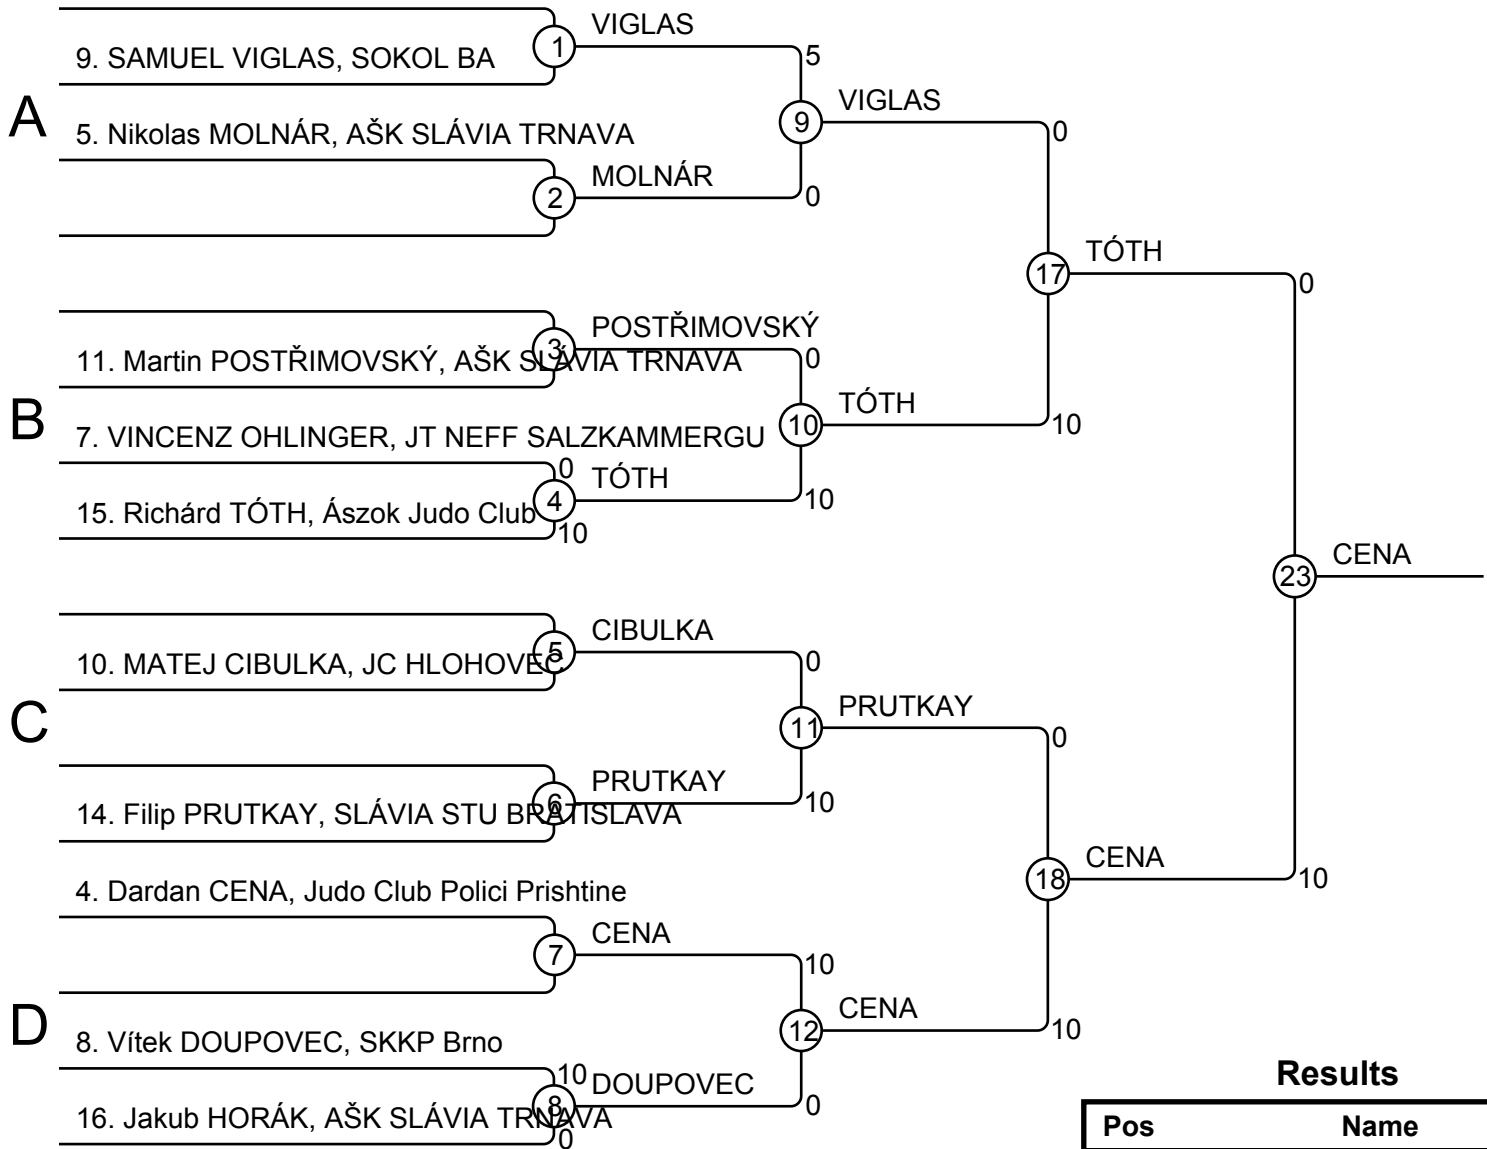 VIGLAS
1
9. SAMUEL VIGLAS, SOKOL BA
5
A
VIGLAS
9
0
5. Nikolas MOLNÁR, AŠK SLÁVIA TRNAVA
MOLNÁR
2
0
TÓTH
17
0
POSTŘIMOVSKÝ
3
11. Martin POSTŘIMOVSKÝ, AŠK SLÁVIA TRNAVA
0
B
TÓTH
10
10
7. VINCENZ OHLINGER, JT NEFF SALZKAMMERGU
0
TÓTH
4
15. Richárd TÓTH, Ászok Judo Club
10
10
CENA
23
CIBULKA
5
10. MATEJ CIBULKA, JC HLOHOVEC
0
C
PRUTKAY
11
0
PRUTKAY
6
14. Filip PRUTKAY, SLÁVIA STU BRATISLAVA
10
CENA
18
10
4. Dardan CENA, Judo Club Polici Prishtine
CENA
7
10
D
CENA
12
10
8. Vítek DOUPOVEC, SKKP Brno
10
DOUPOVEC
8
0
16. Jakub HORÁK, AŠK SLÁVIA TRNAVA
0
Results
Pos Name